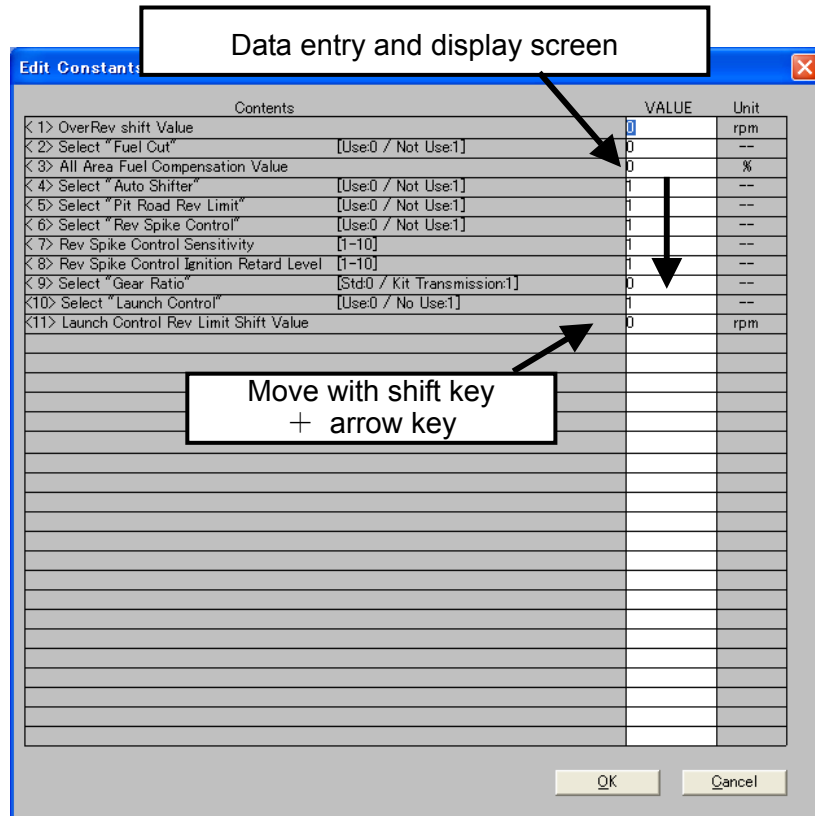 Data entry and display screen
Edit Constants
Contents VALUE Unit
< 1> OverRev shift Value 0 rpm
< 2> Select "Fuel Cut" [Use:0 / Not Use:1] 0 --
< 3> All Area Fuel Compensation Value 0 %
< 4> Select "Auto Shifter" [Use:0 / Not Use:1] 1 --
< 5> Select "Pit Road Rev Limit" [Use:0 / Not Use:1] 1 --
< 6> Select "Rev Spike Control" [Use:0 / Not Use:1] 1 --
< 7> Rev Spike Control Sensitivity [1-10] 1 --
< 8> Rev Spike Control Ignition Retard Level [1-10] 1 --
< 9> Select "Gear Ratio" [Std:0 / Kit Transmission:1] 0 --
<10> Select "Launch Control" [Use:0 / No Use:1] 1 --
<11> Launch Control Rev Limit Shift Value 0 rpm
Move with shift key
+ arrow key
OK Cancel